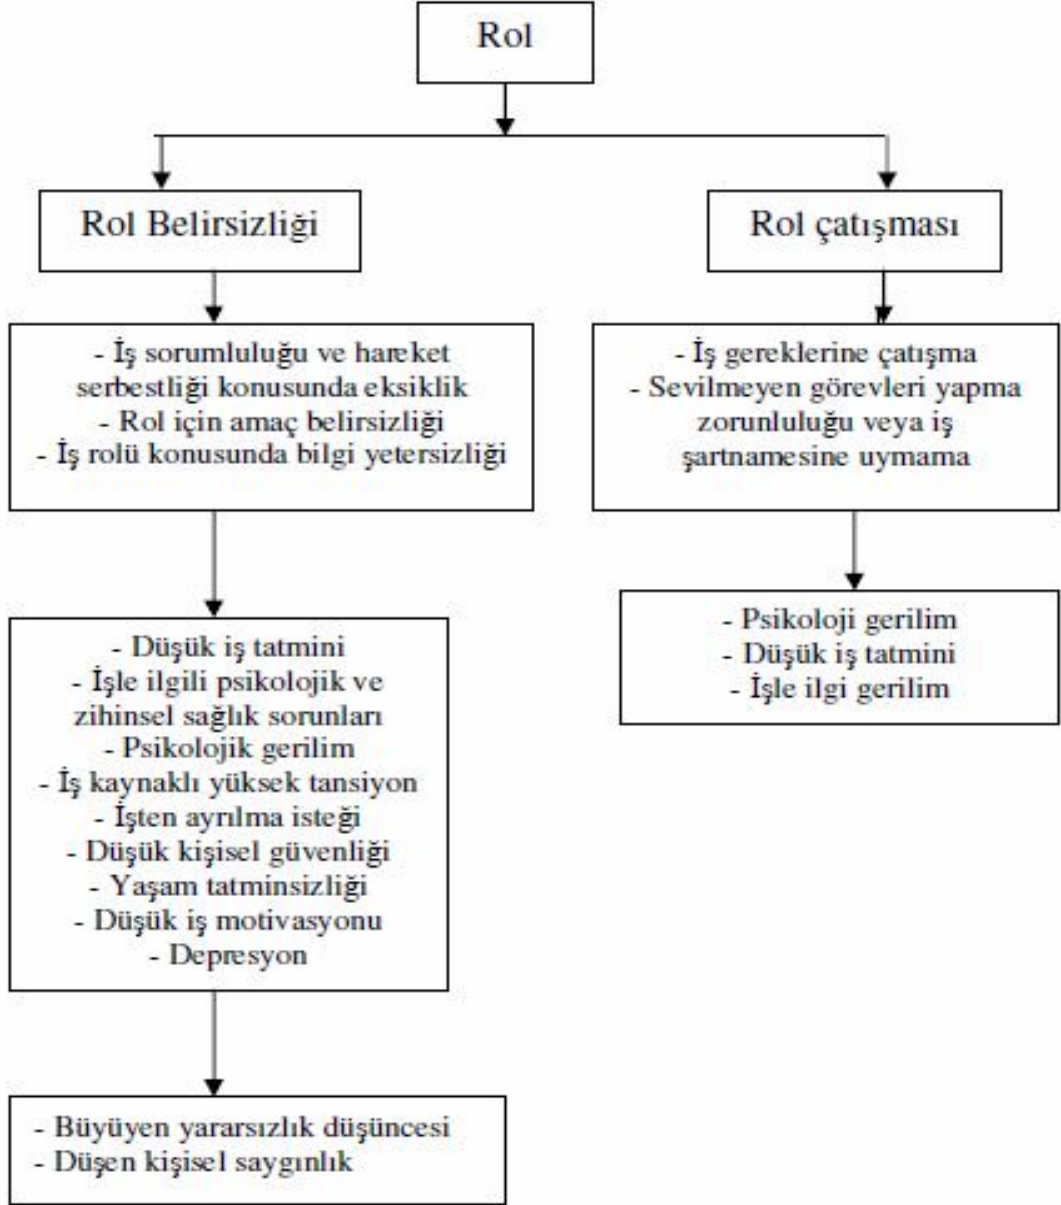 Rol
Rol Belirsizliği
Rol çatışması
- İş sorumluluğu ve hareket
serbestliği konusunda eksiklik
- Rol için amaç belirsizliği
- İş rolü konusunda bilgi yetersizliği
- İş gereklerine çatışma
- Sevilmeyen görevleri yapma
zorunluluğu veya iş
şartnamesine uymama
- Düşük iş tatmini
- İşle ilgili psikolojik ve
zihinsel sağlık sorunları
- Psikolojik gerilim
- İş kaynaklı yüksek tansiyon
- İşten ayrılma isteği
- Düşük kişisel güvenliği
- Yaşam tatminsizliği
- Düşük iş motivasyonu
- Depresyon
- Psikoloji gerilim
- Düşük iş tatmini
- İşle ilgi gerilim
- Büyüyen yararsızlık düşüncesi
- Düşen kişisel saygınlık